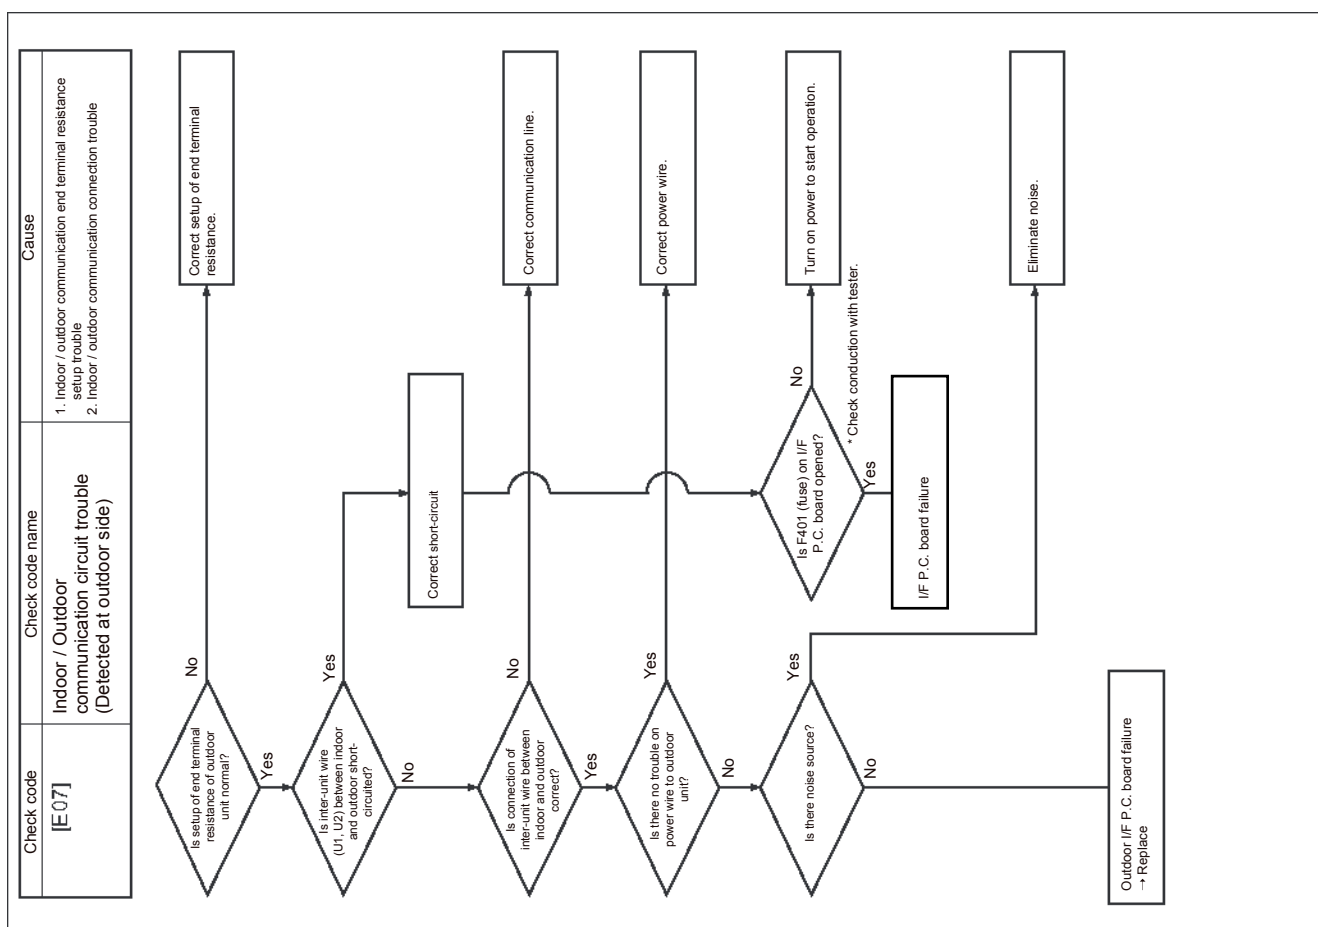 Check code
Check code name
Cause
[E07]
Indoor / Outdoor
communication circuit trouble
(Detected at outdoor side)
1. Indoor / outdoor communication end terminal resistance
setup trouble
2. Indoor / outdoor communication connection trouble
Is setup of end terminal
resistance of outdoor
unit normal?
No
Correct setup of end terminal
resistance.
Yes
Is inter-unit wire
(U1, U2) between indoor
and outdoor short-
circuited?
Yes
Correct short-circuit
No
Is connection of
inter-unit wire between
indoor and outdoor
correct?
No
Correct communication line.
Yes
Is there no trouble on
power wire to outdoor
unit?
Yes
Correct power wire.
No
Is F401 (fuse) on I/F
P.C. board opened?
No
Turn on power to start operation.
* Check conduction with tester.
Yes
I/F P.C. board failure
Is there noise source?
Yes
Eliminate noise.
No
Outdoor I/F P.C. board failure
→ Replace